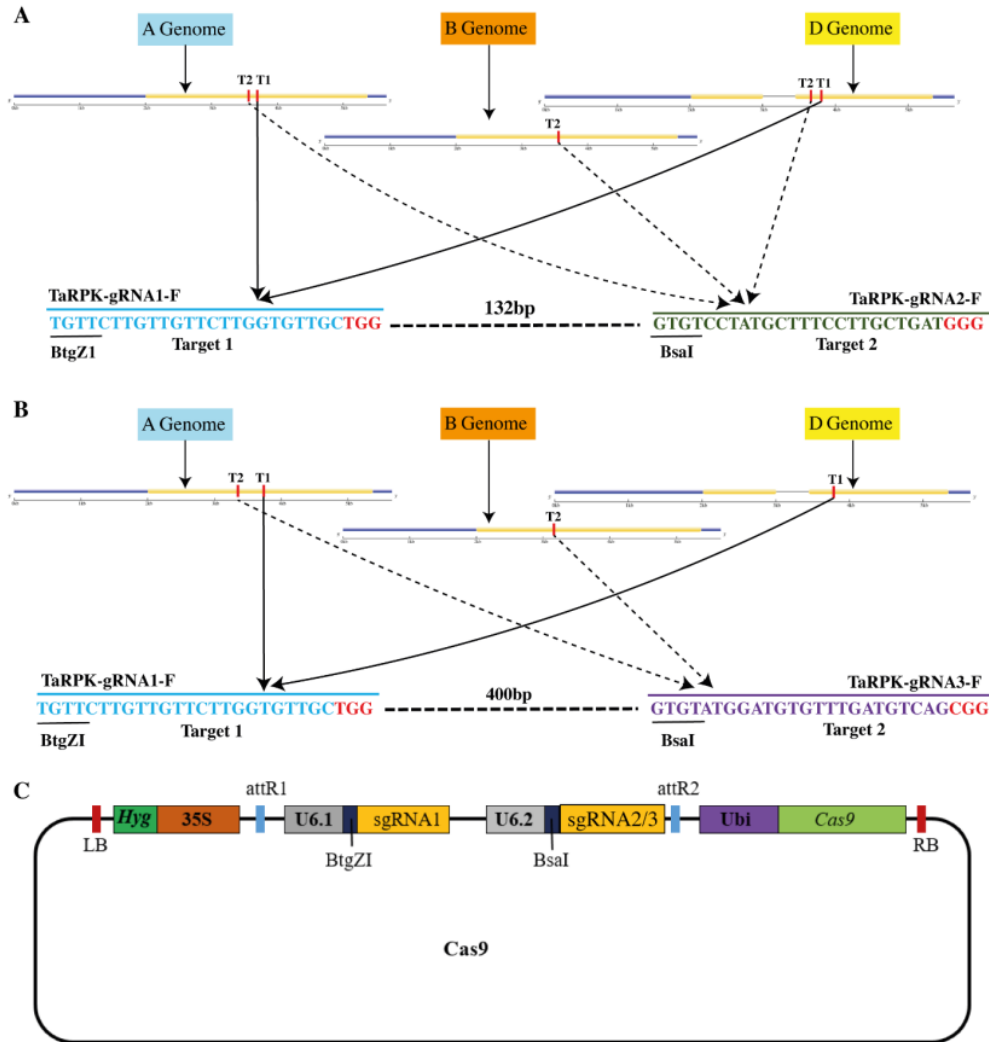 A
A Genome
B Genome
D Genome
T2 T1
T2 T1
T2
TaRPK-gRNA1-F
132bp
TaRPK-gRNA2-F
TGTTCTTGTTGTTCTTGGTGTTGCTGG
GTGTCCTATGCTTTCCTTGCTGATGGG
BtgZ1
Target 1
BsaI
Target 2
B
A Genome
B Genome
D Genome
T2
T1
T1
T2
TaRPK-gRNA1-F
400bp
TaRPK-gRNA3-F
TGTTCTTGTTGTTCTTGGTGTTGCTGG
GTGTATGGATGTGTTTGATGTCAGCGG
BtgZI
Target 1
BsaI
Target 2
C
attR1
attR2
Hyg
35S
U6.1
sgRNA1
U6.2
sgRNA2/3
Ubi
Cas9
LB
BtgZI
BsaI
RB
Cas9